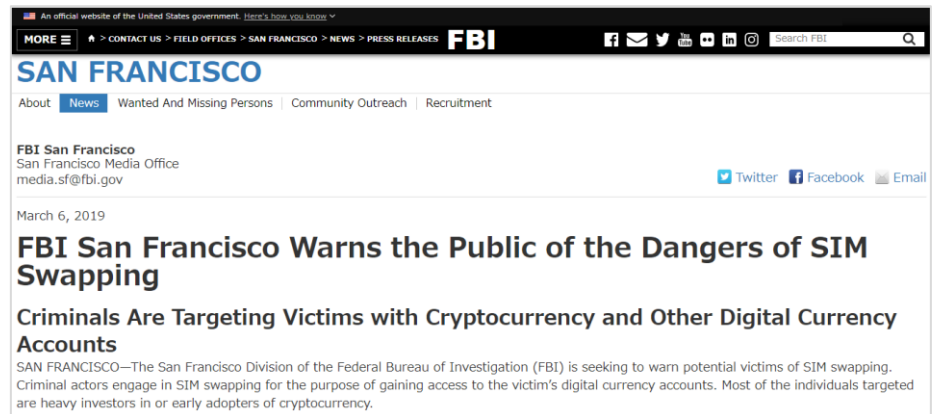 An official website of the United States government. Here's how you know
MORE > CONTACT US > FIELD OFFICES > SAN FRANCISCO > NEWS > PRESS RELEASES FBI You Tube in Search FBI
SAN FRANCISCO
About News Wanted And Missing Persons Community Outreach Recruitment
FBI San Francisco
San Francisco Media Office
media.sf@fbi.gov
Twitter Facebook Email
March 6, 2019
FBI San Francisco Warns the Public of the Dangers of SIM
Swapping
Criminals Are Targeting Victims with Cryptocurrency and Other Digital Currency
Accounts
SAN FRANCISCO—The San Francisco Division of the Federal Bureau of Investigation (FBI) is seeking to warn potential victims of SIM swapping.
Criminal actors engage in SIM swapping for the purpose of gaining access to the victim's digital currency accounts. Most of the individuals targeted
are heavy investors in or early adopters of cryptocurrency.